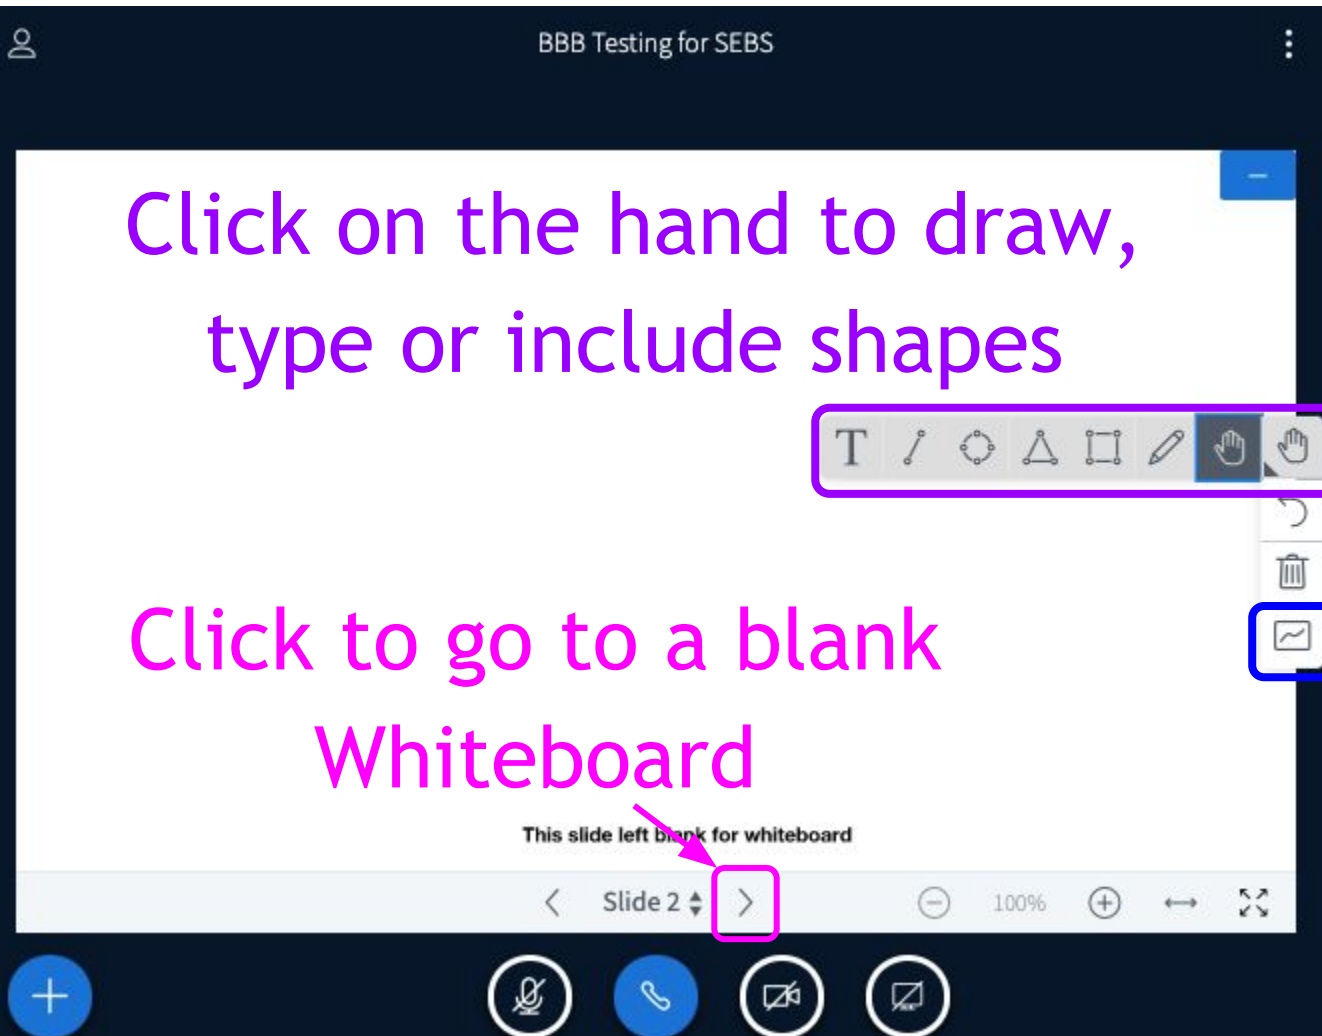 BBB Testing for SEBS
Click on the hand to draw,
type or include shapes
T
Click to go to a blank
Whiteboard
This slide left blank for whiteboard
Slide 2
100%